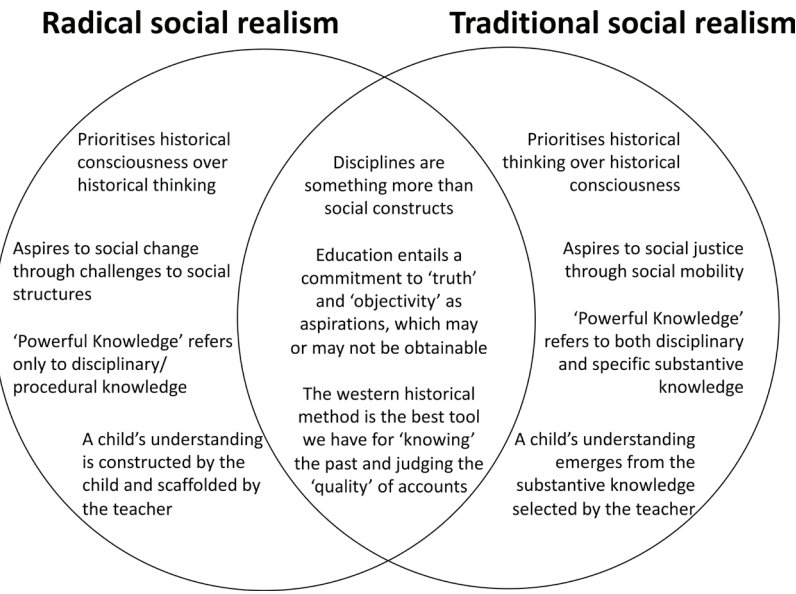 Radical social realism
Traditional social realism
Prioritises historical
consciousness over
historical thinking
Aspires to social change
through challenges to social
structures
‘Powerful Knowledge’ refers
only to disciplinary/
procedural knowledge
A child’s understanding
is constructed by the
child and scaffolded by
the teacher
Disciplines are
something more than
social constructs
Education entails a
commitment to ‘truth’
and ‘objectivity’ as
aspirations, which may
or may not be obtainable
The western historical
method is the best tool
we have for ‘knowing’
the past and judging the
‘quality’ of accounts
Prioritises historical
thinking over historical
consciousness
Aspires to social justice
through social mobility
‘Powerful Knowledge’
refers to both disciplinary
and specific substantive
knowledge
A child’s understanding
emerges from the
substantive knowledge
selected by the teacher